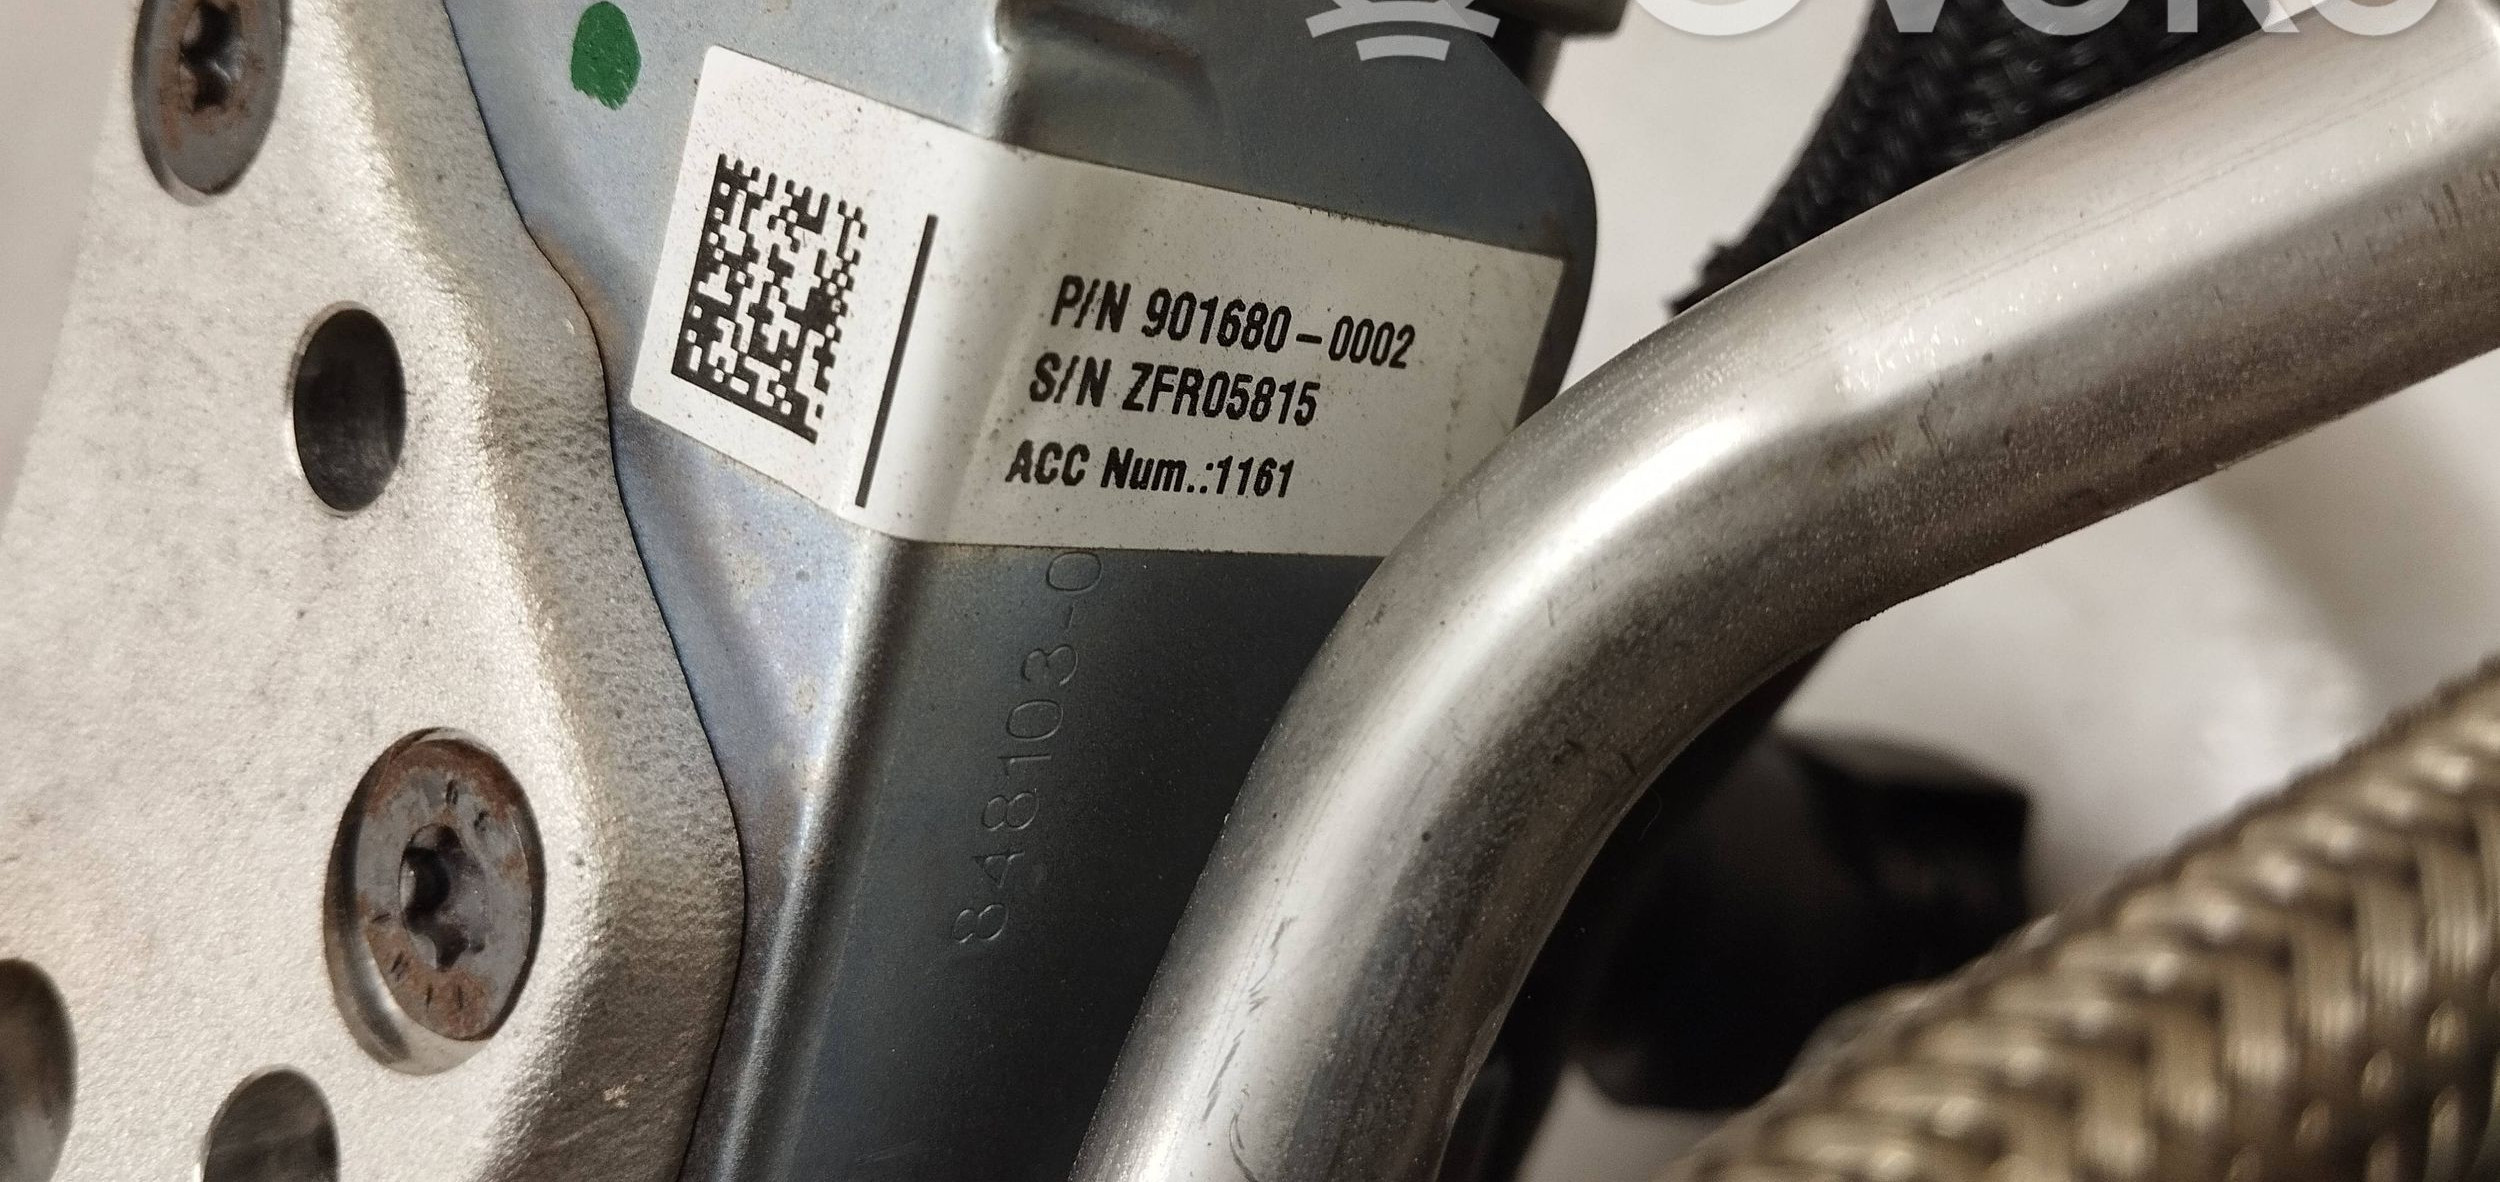 P/N 901680-0002
S/N ZFR05815
ACC Num.:1161
848103-0